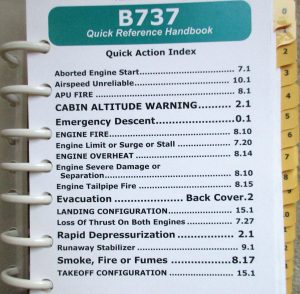 B737
Quick Reference Handbook
Quick Action Index
Aborted Engine Start..................... 7.1
Airspeed Unreliable...................... 10.1
APU FIRE ................................... 8.1
CABIN ALTITUDE WARNING ......... 2.1
Emergency Descent................0.1
ENGINE FIRE............................... 8.10
Engine Limit or Surge or Stall ....... 7.20
ENGINE OVERHEAT ..................... 8.14
Engine Severe Damage or
Separation................................ 8.10
Engine Tailpipe Fire ..................... 8.15
Evacuation ............. Back Cover.2
LANDING CONFIGURATION............ 15.1
Loss Of Thrust On Both Engines ..... 7.27
Rapid Depressurization .......... 2.1
Runaway Stabilizer ....................... 9.1
Smoke, Fire or Fumes ..........8.17
TAKEOFF CONFIGURATION ............ 15.1